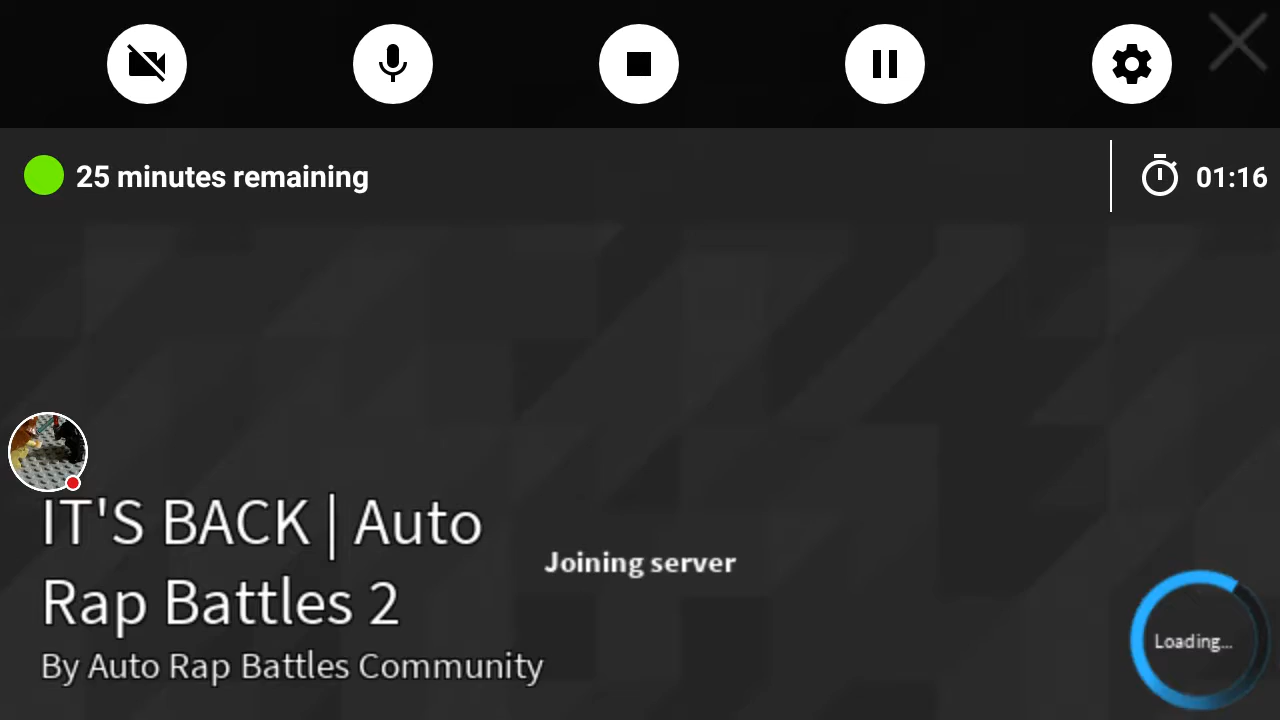 25 minutes remaining
01:16
IT'S BACK | Auto
Rap Battles 2
By Auto Rap Battles Community
Joining server
Loading...